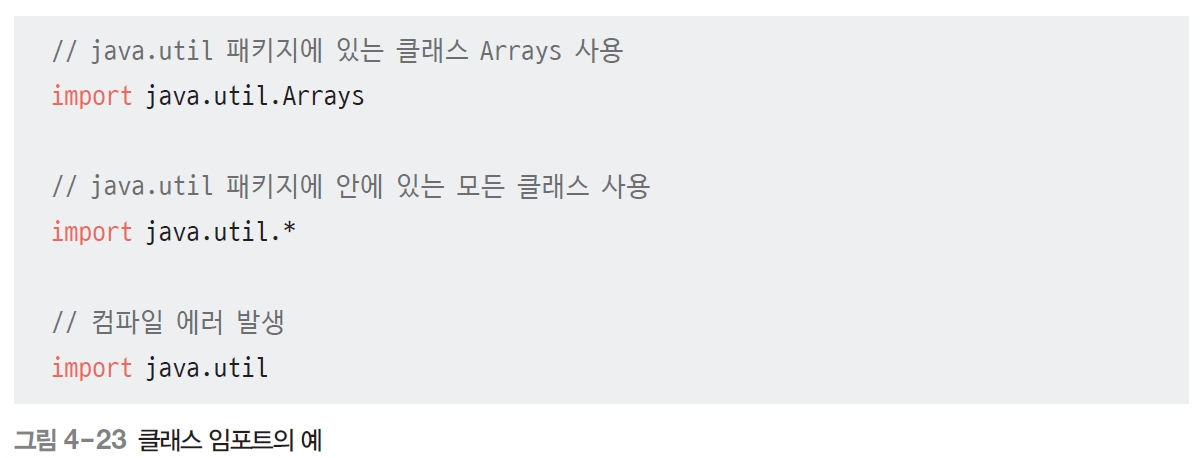 // java.util 패키지에 있는 클래스 Arrays 사용
import java.util.Arrays
// java.util 패키지에 안에 있는 모든 클래스 사용
import java.util.*
// 컴파일 에러 발생
import java.util
그림 4-23 클래스 임포트의 예